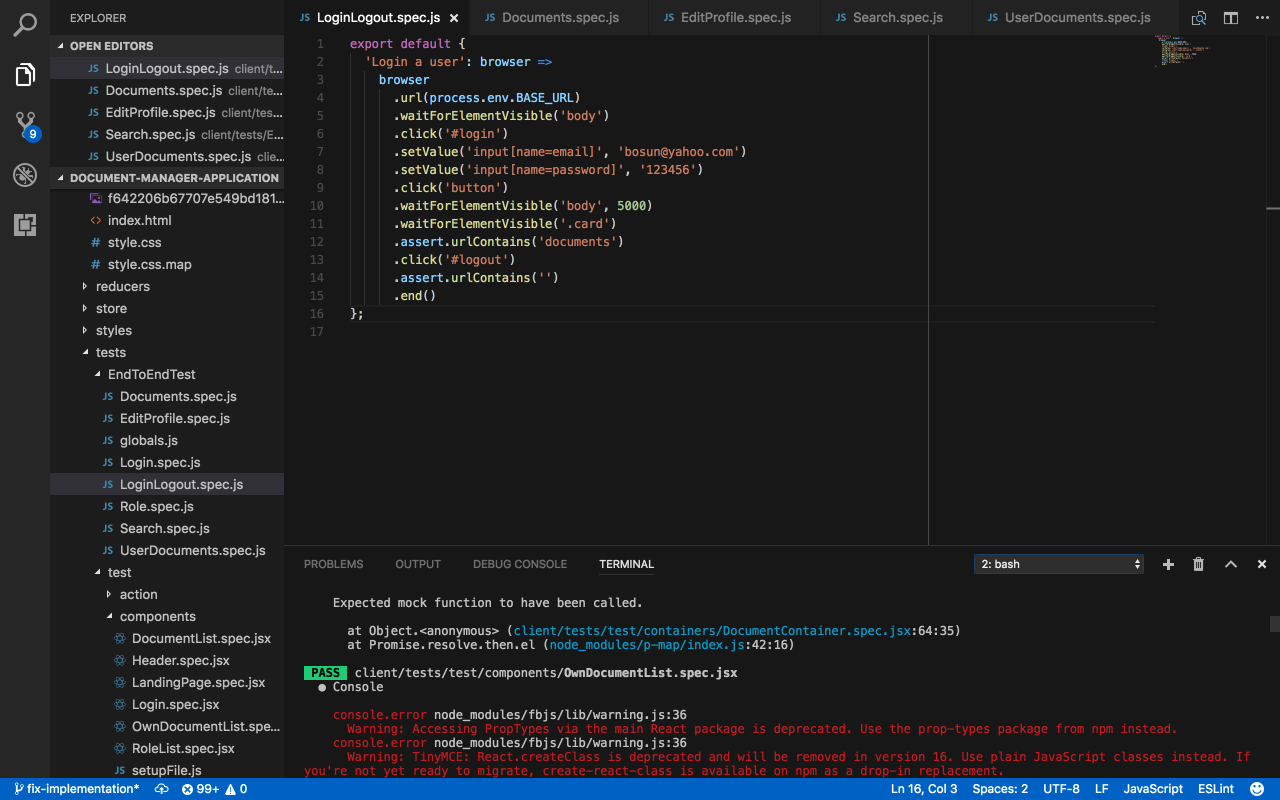 EXPLORER
OPEN EDITORS
JS LoginLogout.spec.js client/t...
JS Documents.spec.js client/te...
JS EditProfile.spec.js client/tes...
JS Search.spec.js client/tests/E...
JS UserDocuments.spec.js clie...
9
DOCUMENT-MANAGER-APPLICATION
f642206b67707e549bd181...
<> index.html
# style.css
# style.css.map
reducers
store
styles
tests
EndToEndTest
JS Documents.spec.js
JS EditProfile.spec.js
JS globals.js
JS Login.spec.js
JS LoginLogout.spec.js
JS Role.spec.js
JS Search.spec.js
JS UserDocuments.spec.js
test
action
components
DocumentList.spec.jsx
Header.spec.jsx
LandingPage.spec.jsx
Login.spec.jsx
OwnDocumentList.spe...
RoleList.spec.jsx
JS setupFile.js
JS LoginLogout.spec.js × JS Documents.spec.js JS EditProfile.spec.js JS Search.spec.js JS UserDocuments.spec.js
1 export default {
2 'Login a user': browser =>
3 browser
4 .url(process.env.BASE_URL)
5 .waitForElementVisible('body')
6 .click('#login')
7 .setValue('input[name=email]', 'bosun@yahoo.com')
8 .setValue('input[name=password]', '123456')
9 .click('button')
10 .waitForElementVisible('body', 5000)
11 .waitForElementVisible('.card')
12 .assert.urlContains('documents')
13 .click('#logout')
14 .assert.urlContains('')
15 .end()
16 };
17
PROBLEMS OUTPUT DEBUG CONSOLE TERMINAL 2: bash
Expected mock function to have been called.
at Object.<anonymous> (client/tests/test/containers/DocumentContainer.spec.jsx:64:35)
at Promise.resolve.then.el (node_modules/p-map/index.js:42:16)
PASS client/tests/test/components/OwnDocumentList.spec.jsx
● Console
console.error node_modules/fbjs/lib/warning.js:36
Warning: Accessing PropTypes via the main React package is deprecated. Use the prop-types package from npm instead.
console.error node_modules/fbjs/lib/warning.js:36
Warning: TinyMCE: React.createClass is deprecated and will be removed in version 16. Use plain JavaScript classes instead. If
you're not yet ready to migrate, create-react-class is available on npm as a drop-in replacement.
fix-implementation* 99+ 0 Ln 16, Col 3 Spaces: 2 UTF-8 LF JavaScript ESLint